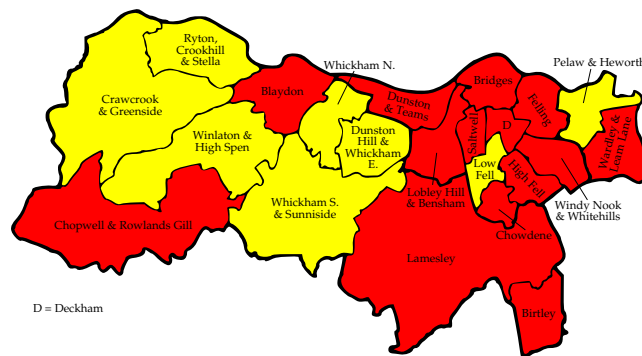 Ryton,
Crookhill
& Stella
Whickham N.
Pelaw & Heworth
Crawcrook
& Greenside
Blaydon
Dunston
& Teams
Bridges
Felling
Wardley &
Leam Lane
Winlaton &
High Spen
Dunston
Hill &
Whickham
E.
Saltwell
D
Low
Fell
High Fell
Chopwell & Rowlands Gill
Whickham S.
& Sunniside
Lobley Hill
& Bensham
Windy Nook
& Whitehills
Chowdene
Lamesley
Birtley
D = Deckham